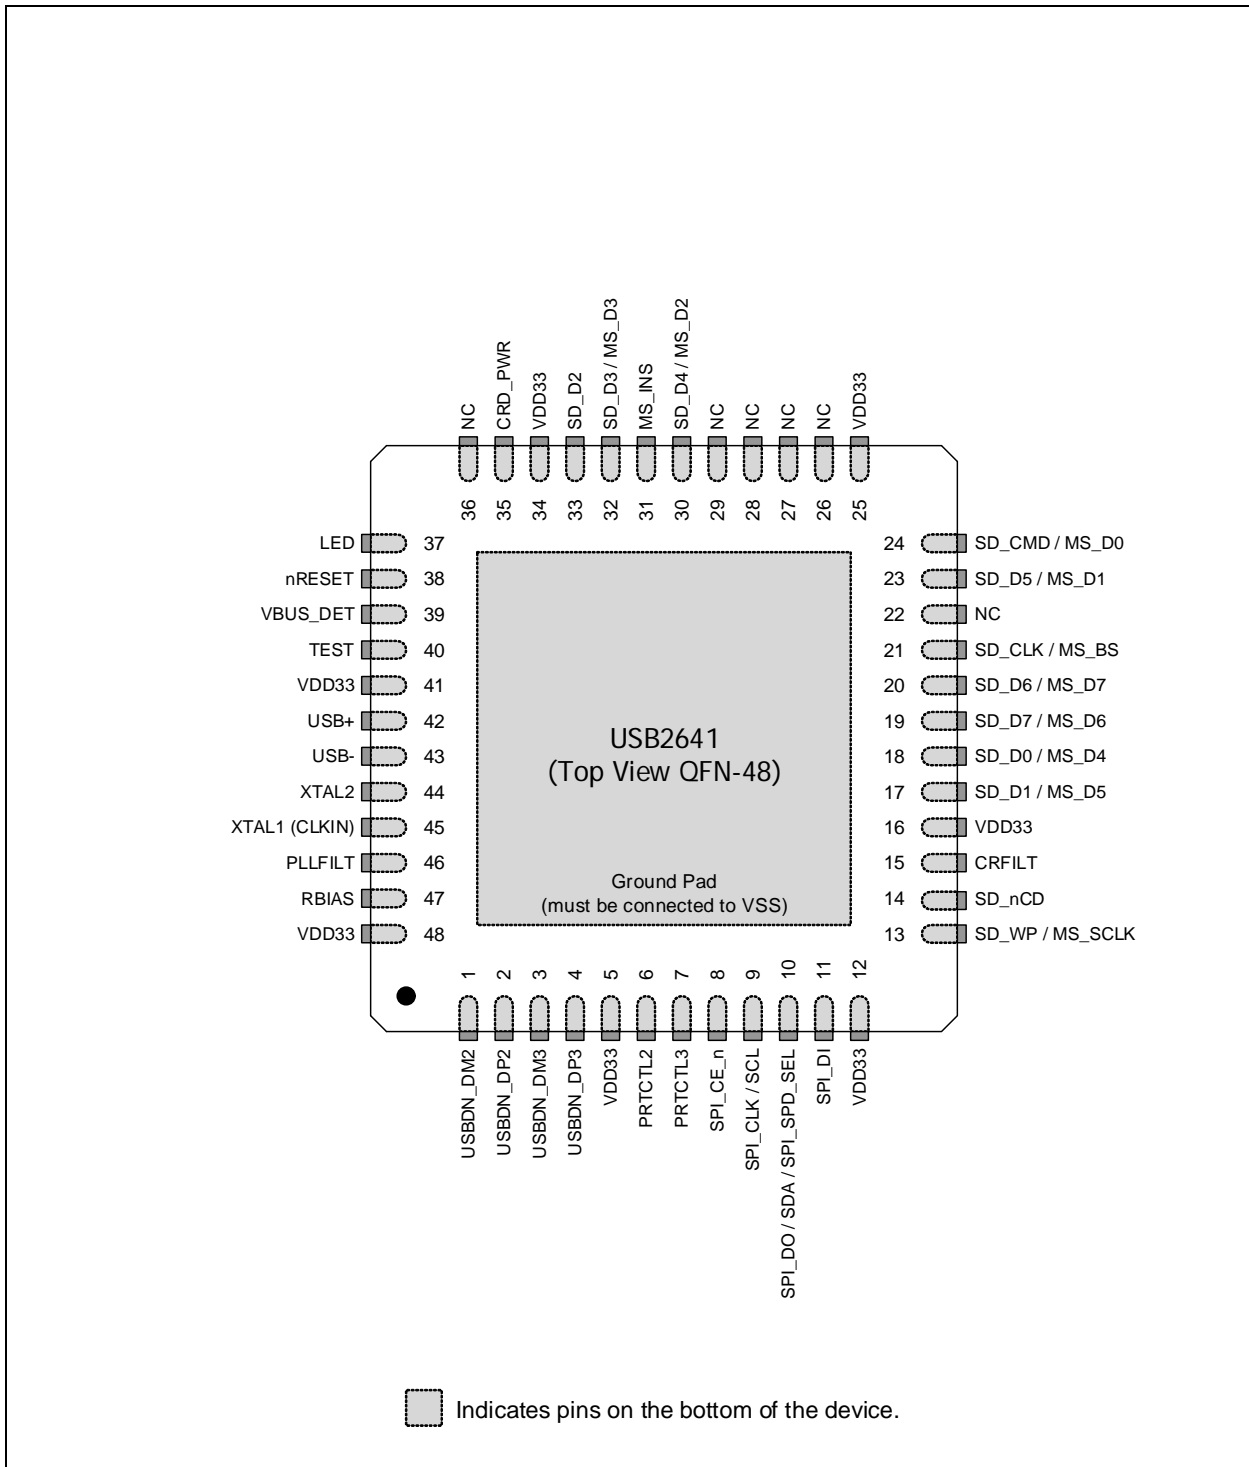 NC
CRD_PWR
VDD33
SD_D2
SD_D3 / MS_D3
MS_INS
SD_D4 / MS_D2
NC
NC
NC
NC
VDD33
36
35
34
33
32
31
30
29
28
27
26
25
LED 37
nRESET 38
VBUS_DET 39
TEST 40
VDD33 41
USB+ 42
USB- 43
XTAL2 44
XTAL1 (CLKIN) 45
PLLFILT 46
RBIAS 47
VDD33 48
USB2641
(Top View QFN-48)
Ground Pad
(must be connected to VSS)
24 SD_CMD / MS_D0
23 SD_D5 / MS_D1
22 NC
21 SD_CLK / MS_BS
20 SD_D6 / MS_D7
19 SD_D7 / MS_D6
18 SD_D0 / MS_D4
17 SD_D1 / MS_D5
16 VDD33
15 CRFILT
14 SD_nCD
13 SD_WP / MS_SCLK
1
2
3
4
5
6
7
8
9
10
11
12
USBDN_DM2
USBDN_DP2
USBDN_DM3
USBDN_DP3
VDD33
PRTCTL2
PRTCTL3
SPI_CE_n
SPI_CLK / SCL
SPI_DO / SDA / SPI_SPD_SEL
SPI_DI
VDD33
Indicates pins on the bottom of the device.